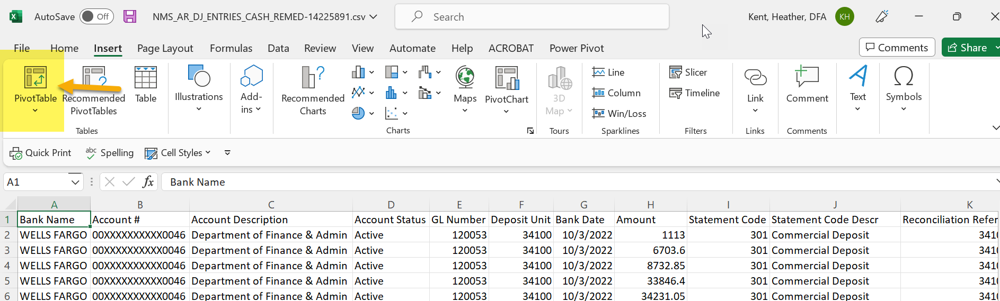 AutoSave Off NMS_AR_DJ_ENTRIES_CASH_REMED-14225891.csv Search Kent, Heather, DFA KH
File Home Insert Page Layout Formulas Data Review View Automate Help ACROBAT Power Pivot Comments Share
PivotTable
Recommended
PivotTables
Table
Tables
Illustrations
Add-
ins
Recommended
Charts
Maps
PivotChart
Charts
3D
Map
Tours
Line
Column
Win/Loss
Sparklines
Slicer
Timeline
Filters
Link
Links
Comment
Comments
Text
Symbols
Quick Print abc Spelling Cell Styles
A1 fx Bank Name
A B C D E F G H I J K
1 Bank Name Account # Account Description Account Status GL Number Deposit Unit Bank Date Amount Statement Code Statement Code Descr Reconciliation Refer
2 WELLS FARGO 00XXXXXXXXXX0046 Department of Finance & Admin Active 120053 34100 10/3/2022 1113 301 Commercial Deposit 3410
3 WELLS FARGO 00XXXXXXXXXX0046 Department of Finance & Admin Active 120053 34100 10/3/2022 6703.6 301 Commercial Deposit 3410
4 WELLS FARGO 00XXXXXXXXXX0046 Department of Finance & Admin Active 120053 34100 10/3/2022 8732.85 301 Commercial Deposit 3410
5 WELLS FARGO 00XXXXXXXXXX0046 Department of Finance & Admin Active 120053 34100 10/3/2022 33846.4 301 Commercial Deposit 3410
6 WELLS FARGO 00XXXXXXXXXX0046 Department of Finance & Admin Active 120053 34100 10/3/2022 34231.05 301 Commercial Deposit 3410